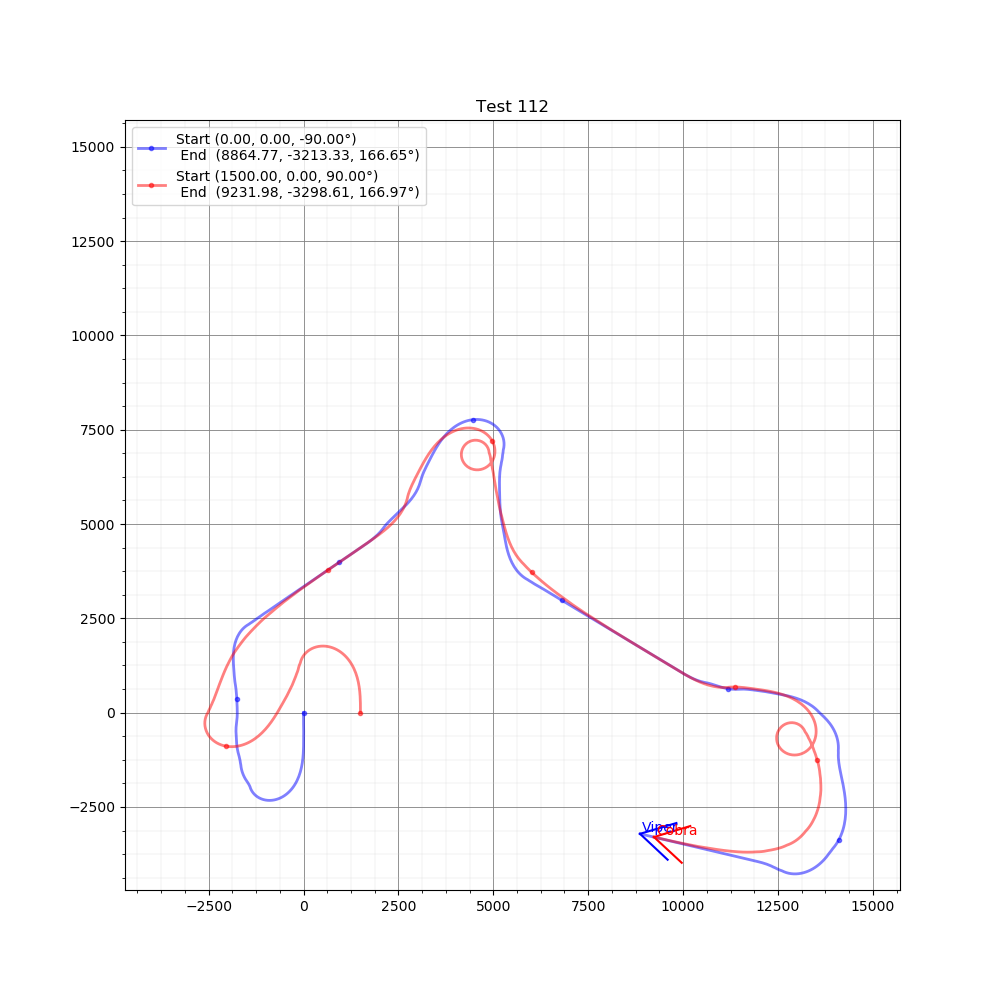 Test 112
Start (0.00, 0.00, -90.00°)
End (8864.77, -3213.33, 166.65°)
Start (1500.00, 0.00, 90.00°)
End (9231.98, -3298.61, 166.97°)
15000
12500
10000
7500
5000
2500
0
−2500
Viper
Cobra
−2500 0 2500 5000 7500 10000 12500 15000